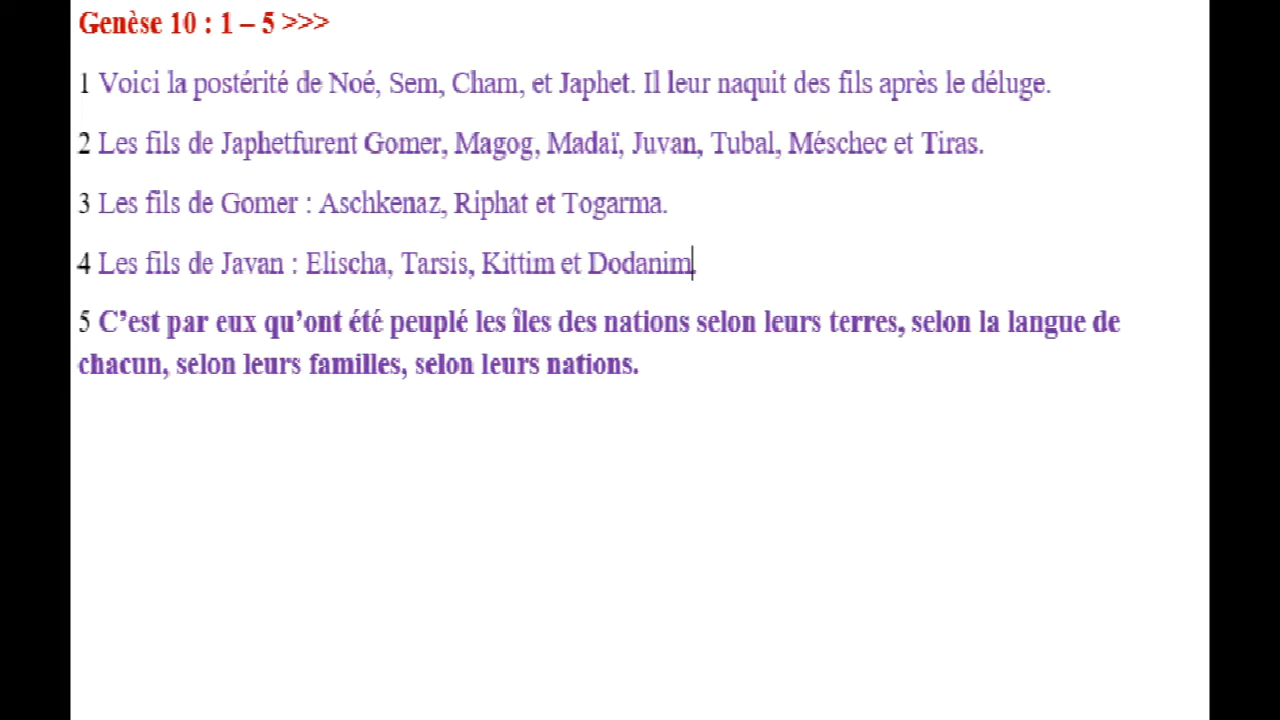 Genèse 10 : 1 – 5 >>>
1 Voici la postérité de Noé, Sem, Cham, et Japhet. Il leur naquit des fils après le déluge.
2 Les fils de Japhetfurent Gomer, Magog, Madaï, Juvan, Tubal, Méschec et Tiras.
3 Les fils de Gomer : Aschkenaz, Riphat et Togarma.
4 Les fils de Javan : Elischa, Tarsis, Kittim et Dodanim.
5 C’est par eux qu’ont été peuplé les îles des nations selon leurs terres, selon la langue de
chacun, selon leurs familles, selon leurs nations.